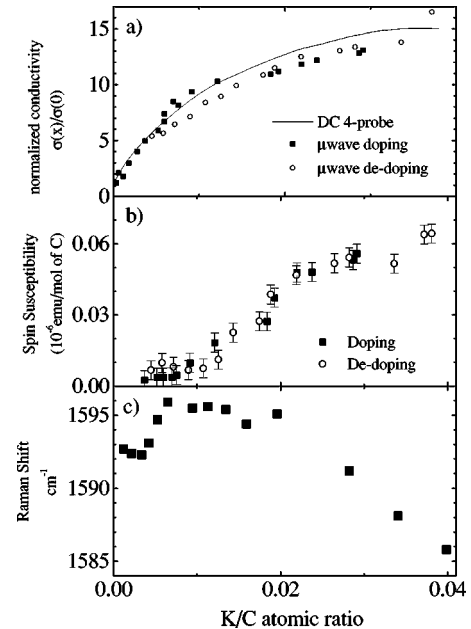 a)
15
10
5
0
normalized conductivity
σ(x)/σ(0)
DC 4-probe
μwave doping
μwave de-doping
b)
0.06
0.03
0.00
Spin Susceptibility
(10⁻⁶emu/mol of C)
Doping
De-doping
c)
1595
1590
1585
Raman Shift
cm⁻¹
0.00 0.02 0.04
K/C atomic ratio